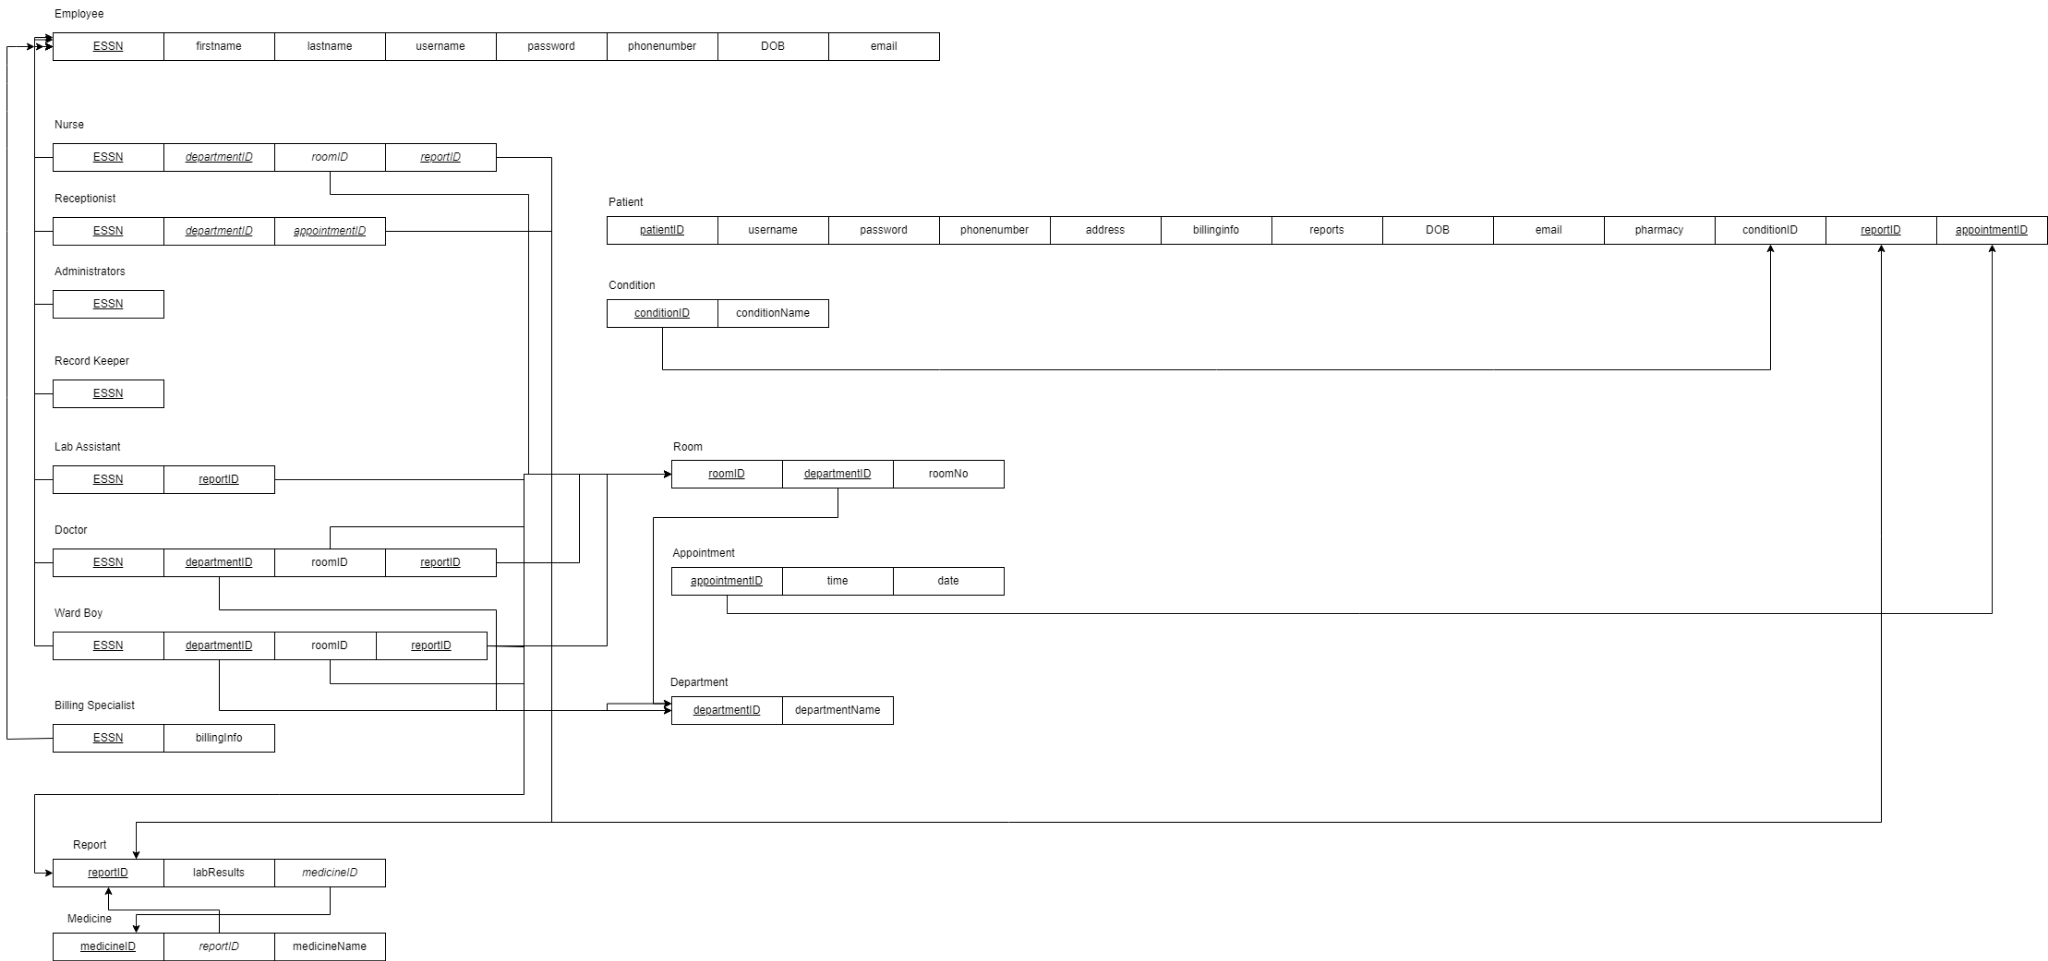 Employee
ESSN firstname lastname username password phonenumber DOB email
Nurse
ESSN departmentID roomID reportID
Receptionist
ESSN departmentID appointmentID
Administrators
ESSN
Record Keeper
ESSN
Lab Assistant
ESSN reportID
Doctor
ESSN departmentID roomID reportID
Ward Boy
ESSN departmentID roomID reportID
Billing Specialist
ESSN billingInfo
Report
reportID labResults medicineID
Medicine
medicineID reportID medicineName
Patient
patientID username password phonenumber address billinginfo reports DOB email pharmacy conditionID reportID appointmentID
Condition
conditionID conditionName
Room
roomID departmentID roomNo
Appointment
appointmentID time date
Department
departmentID departmentName